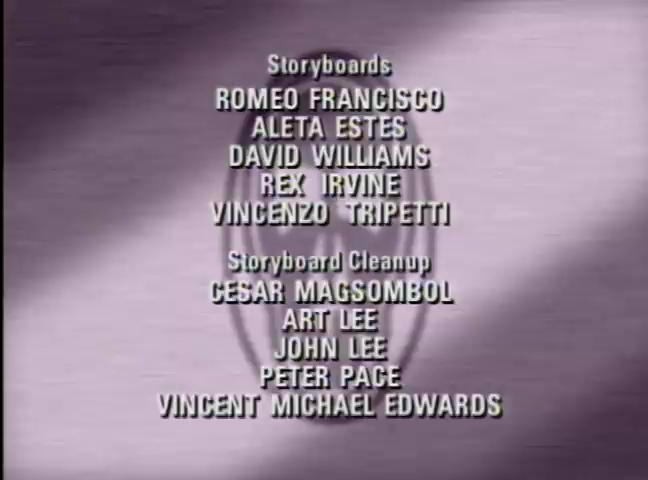 Storyboards
ROMEO FRANCISCO
ALETA ESTES
DAVID WILLIAMS
REX IRVINE
VINCENZO TRIPETTI
Storyboard Cleanup
CESAR MAGSOMBOL
ART LEE
JOHN LEE
PETER PACE
VINCENT MICHAEL EDWARDS